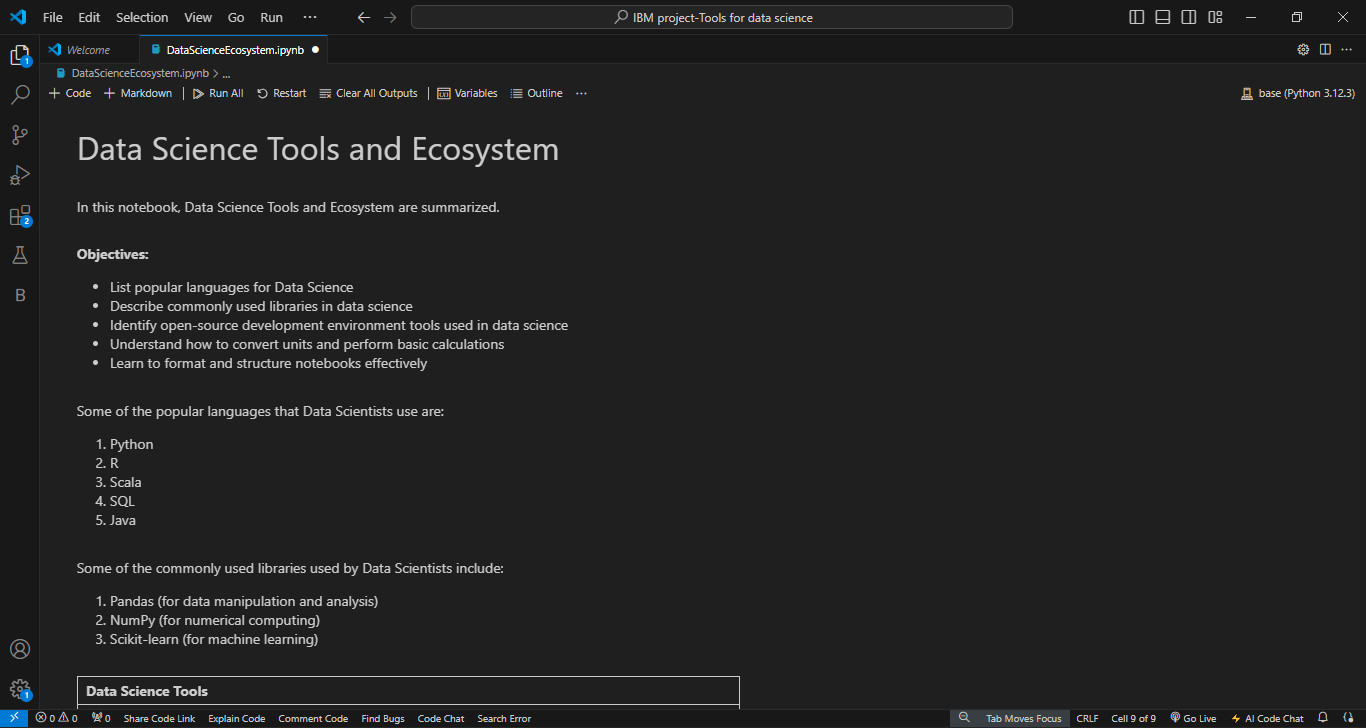 File Edit Selection View Go Run ··· IBM project-Tools for data science
Welcome DataScienceEcosystem.ipynb
DataScienceEcosystem.ipynb > ...
+ Code + Markdown | Run All Restart Clear All Outputs | Variables Outline ··· base (Python 3.12.3)
Data Science Tools and Ecosystem
In this notebook, Data Science Tools and Ecosystem are summarized.
Objectives:
• List popular languages for Data Science
• Describe commonly used libraries in data science
• Identify open-source development environment tools used in data science
• Understand how to convert units and perform basic calculations
• Learn to format and structure notebooks effectively
Some of the popular languages that Data Scientists use are:
1. Python
2. R
3. Scala
4. SQL
5. Java
Some of the commonly used libraries used by Data Scientists include:
1. Pandas (for data manipulation and analysis)
2. NumPy (for numerical computing)
3. Scikit-learn (for machine learning)
Data Science Tools
1
2
B
1
0 0 0 Share Code Link Explain Code Comment Code Find Bugs Code Chat Search Error Tab Moves Focus CRLF Cell 9 of 9 Go Live AI Code Chat